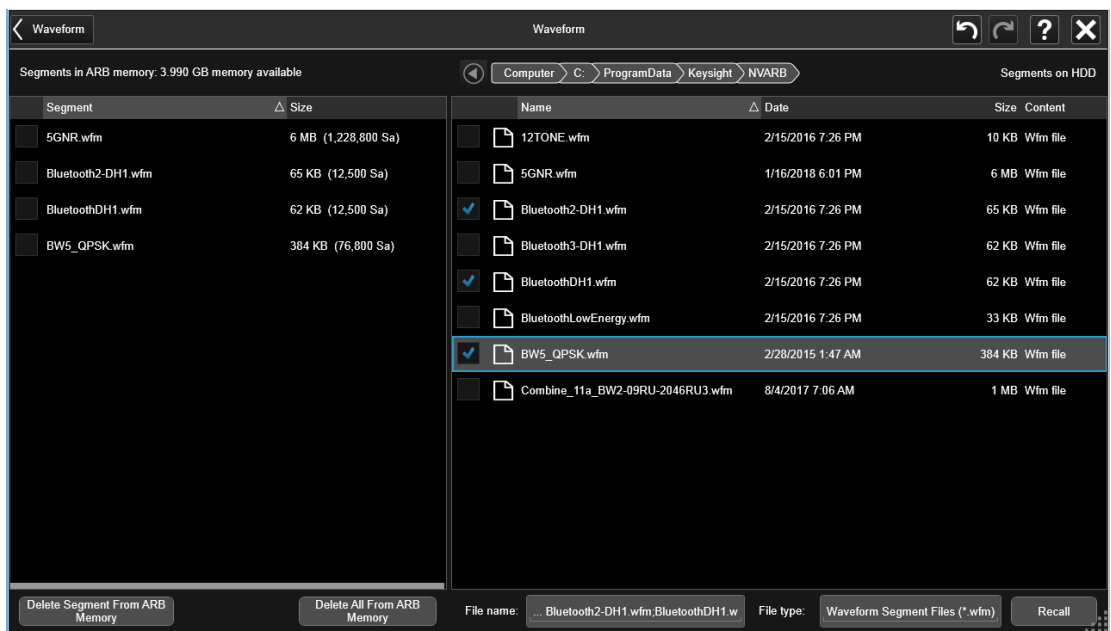 Waveform Waveform ?
Segments in ARB memory: 3.990 GB memory available Computer C: ProgramData Keysight NVARB Segments on HDD
Segment Size Name Date Size Content
5GNR.wfm 6 MB (1,228,800 Sa) 12TONE.wfm 2/15/2016 7:26 PM 10 KB Wfm file
Bluetooth2-DH1.wfm 65 KB (12,500 Sa) 5GNR.wfm 1/16/2018 6:01 PM 6 MB Wfm file
BluetoothDH1.wfm 62 KB (12,500 Sa) Bluetooth2-DH1.wfm 2/15/2016 7:26 PM 65 KB Wfm file
BW5_QPSK.wfm 384 KB (76,800 Sa) Bluetooth3-DH1.wfm 2/15/2016 7:26 PM 62 KB Wfm file
BluetoothDH1.wfm 2/15/2016 7:26 PM 62 KB Wfm file
BluetoothLowEnergy.wfm 2/15/2016 7:26 PM 33 KB Wfm file
BW5_QPSK.wfm 2/28/2015 1:47 AM 384 KB Wfm file
Combine_11a_BW2-09RU-2046RU3.wfm 8/4/2017 7:06 AM 1 MB Wfm file
Delete Segment From ARB Memory Delete All From ARB Memory File name: ... Bluetooth2-DH1.wfm;BluetoothDH1.w File type: Waveform Segment Files (*.wfm) Recall